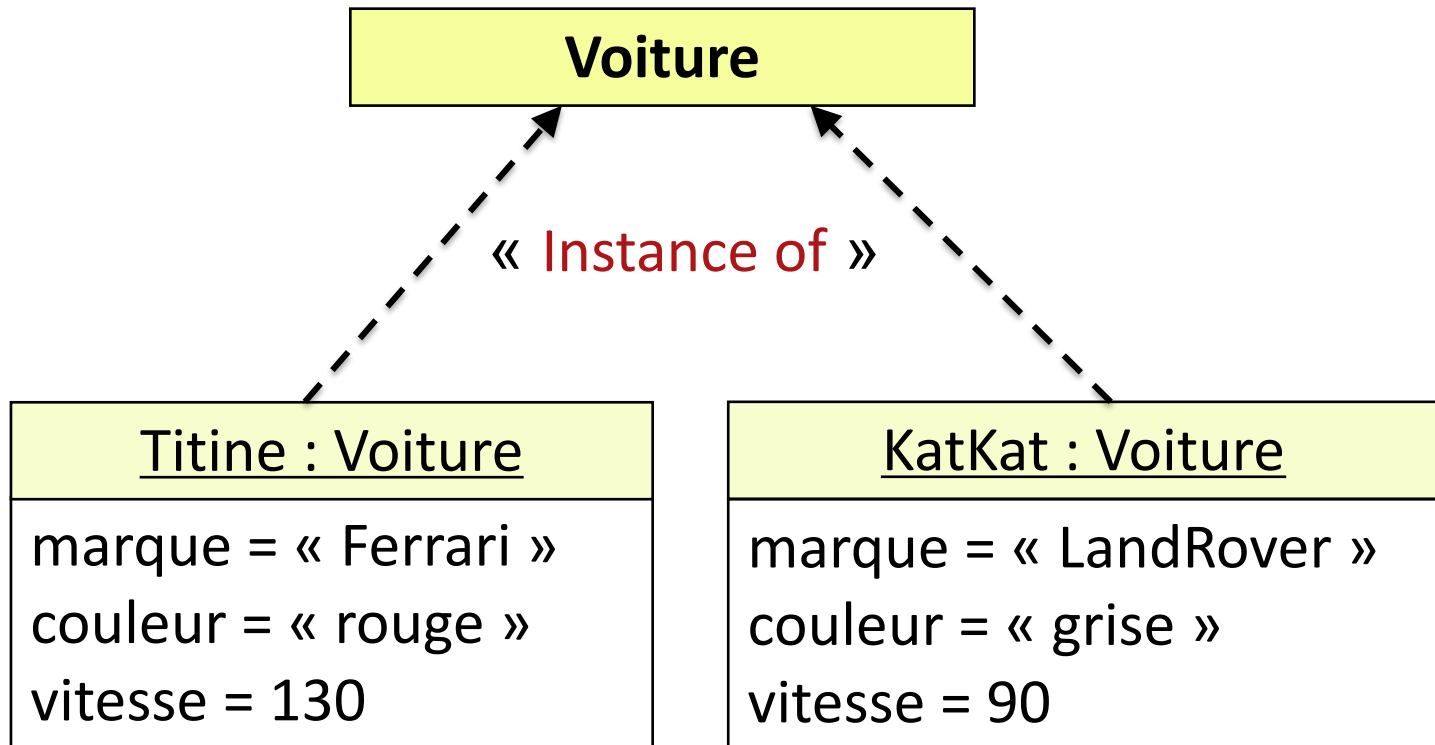 Voiture
« Instance of »
Titine : Voiture
marque = « Ferrari »
couleur = « rouge »
vitesse = 130
KatKat : Voiture
marque = « LandRover »
couleur = « grise »
vitesse = 90